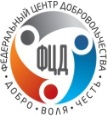 ФЕДЕРАЛЬНЫЙ ЦЕНТР ДОБРОВОЛЬЧЕСТВА
ФЦД
• ДОБРО • ВОЛЯ • ЧЕСТЬ •